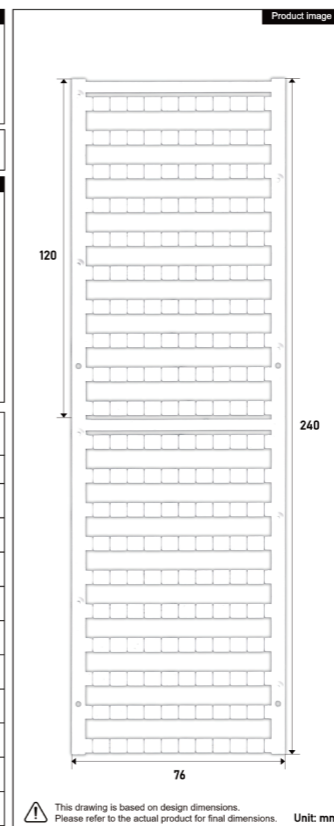 Product image
120
240
76
This drawing is based on design dimensions.
Please refer to the actual product for final dimensions.
Unit: mm